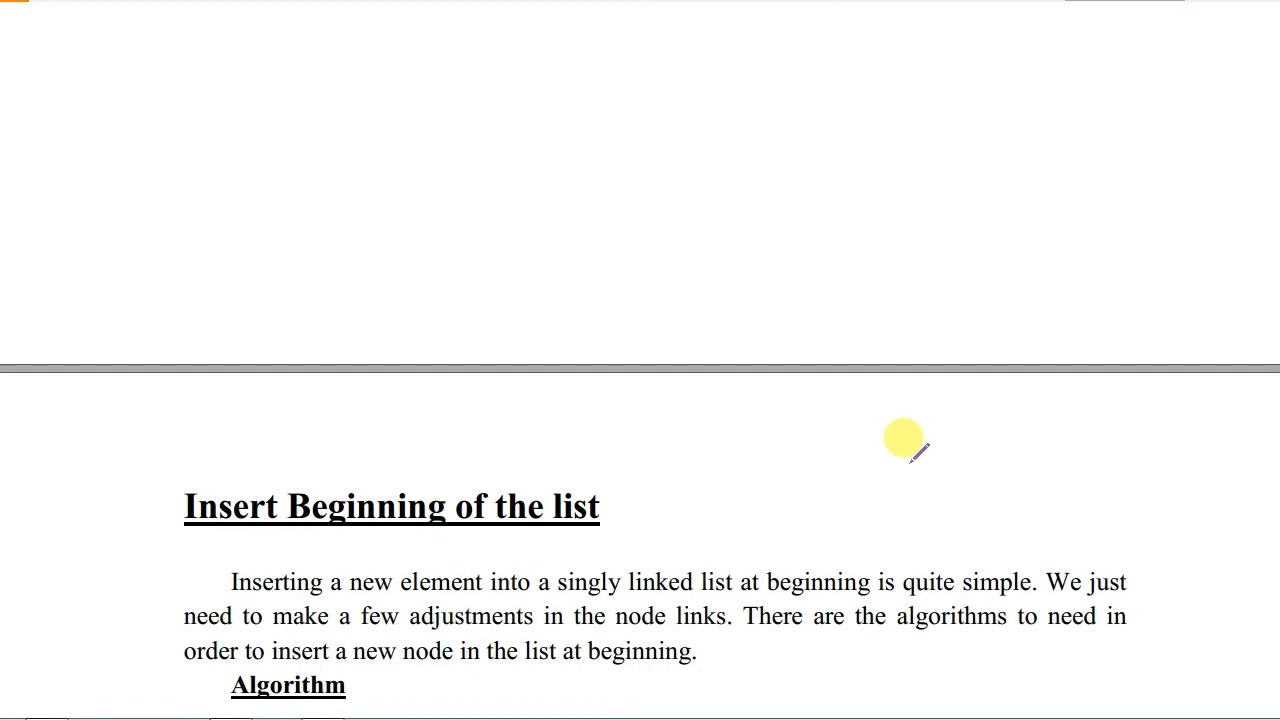 Insert Beginning of the list
Inserting a new element into a singly linked list at beginning is quite simple. We just
need to make a few adjustments in the node links. There are the algorithms to need in
order to insert a new node in the list at beginning.
Algorithm